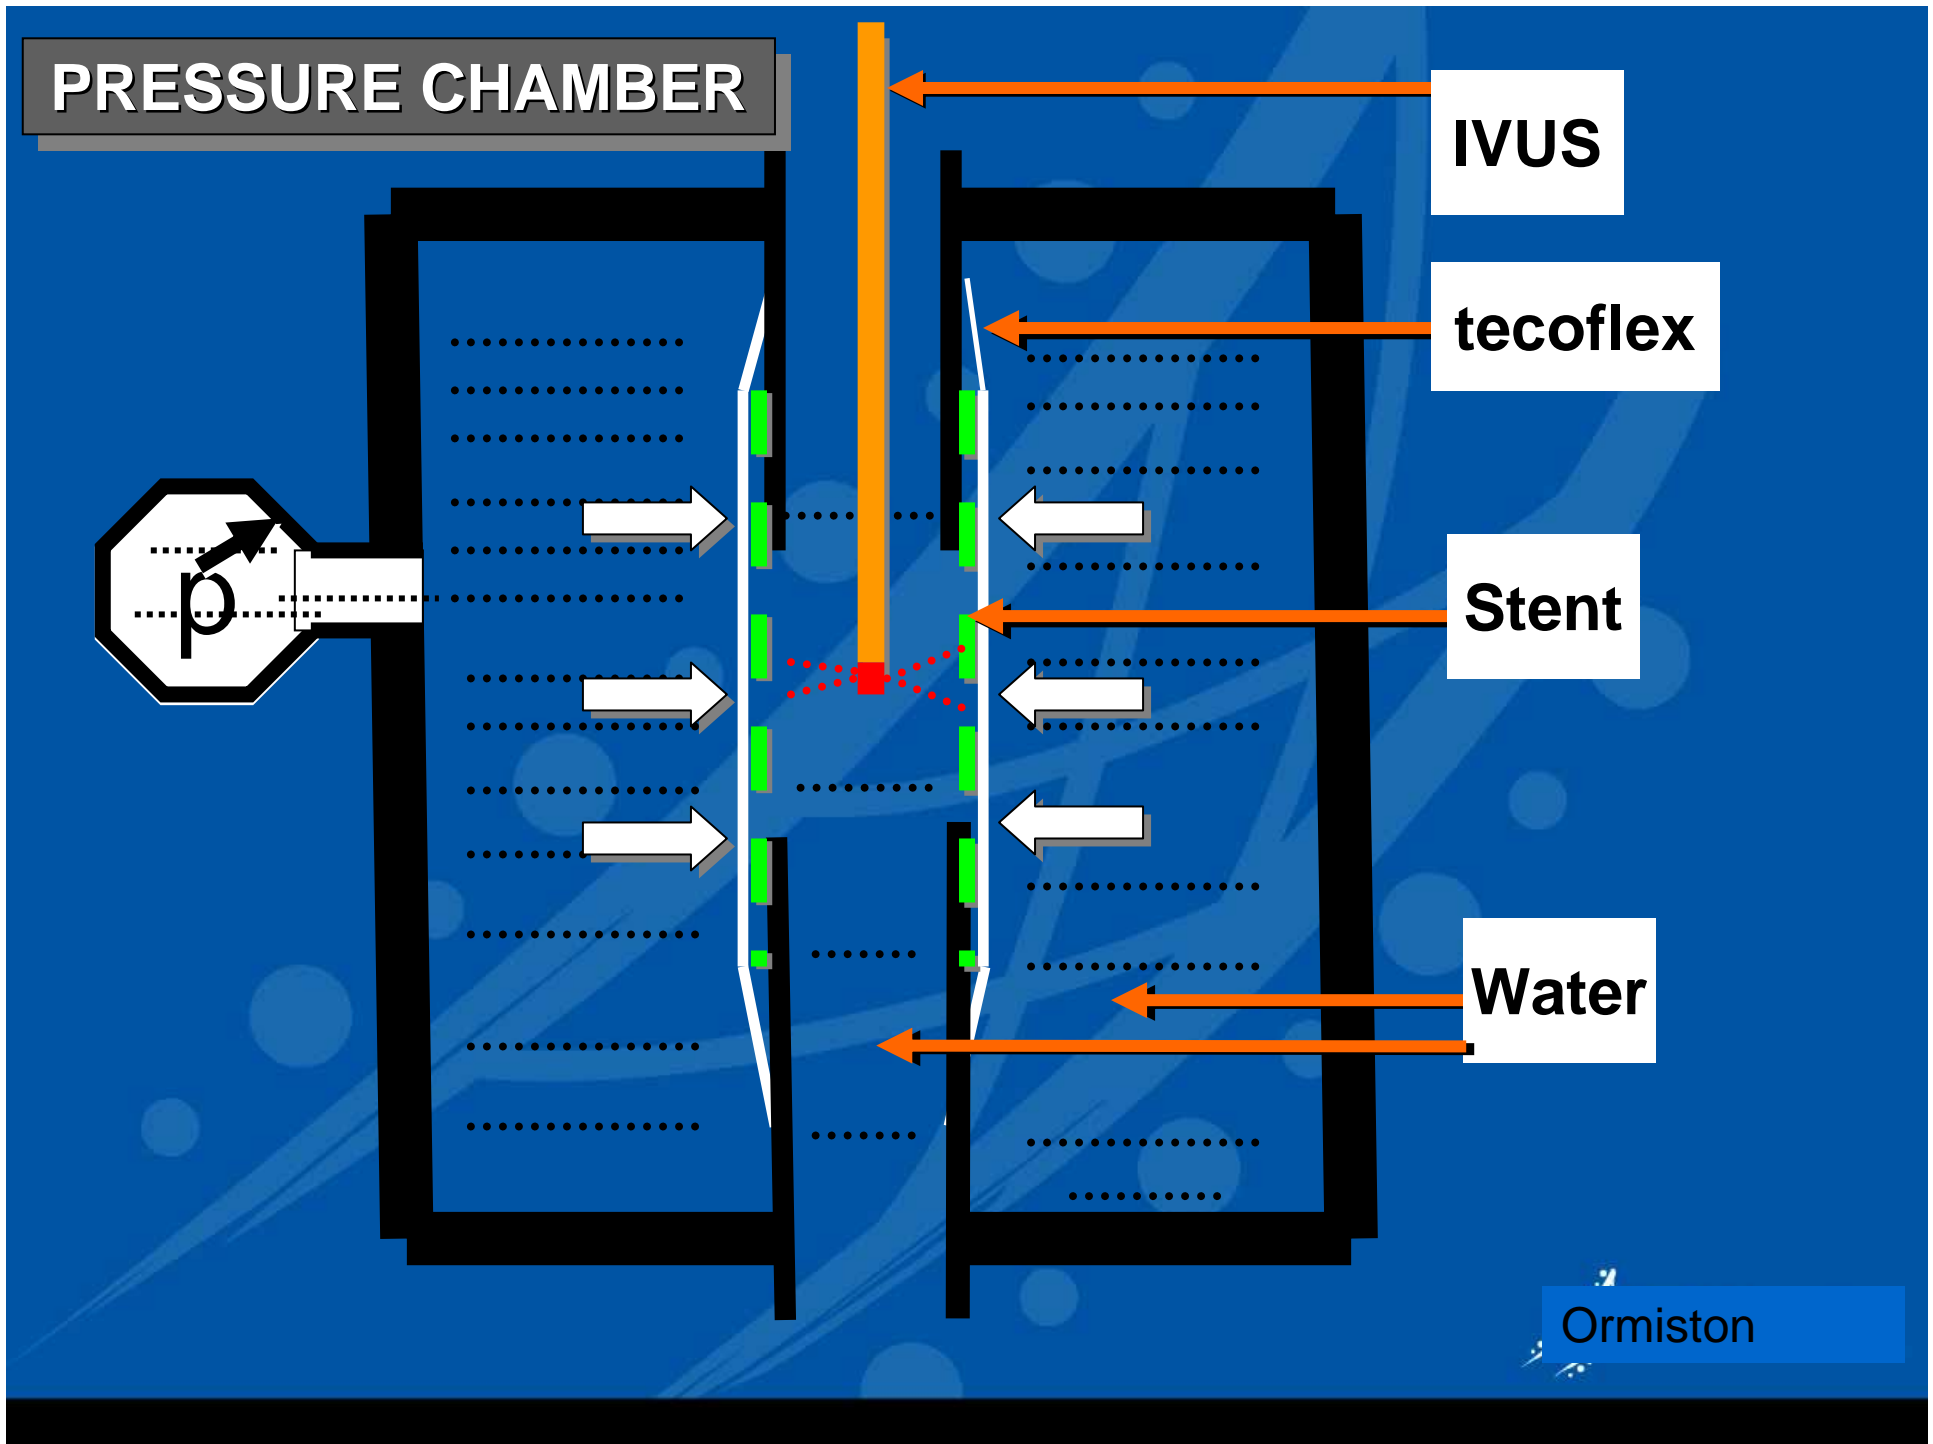 PRESSURE CHAMBER
IVUS
tecoflex
p
Stent
Water
Ormiston